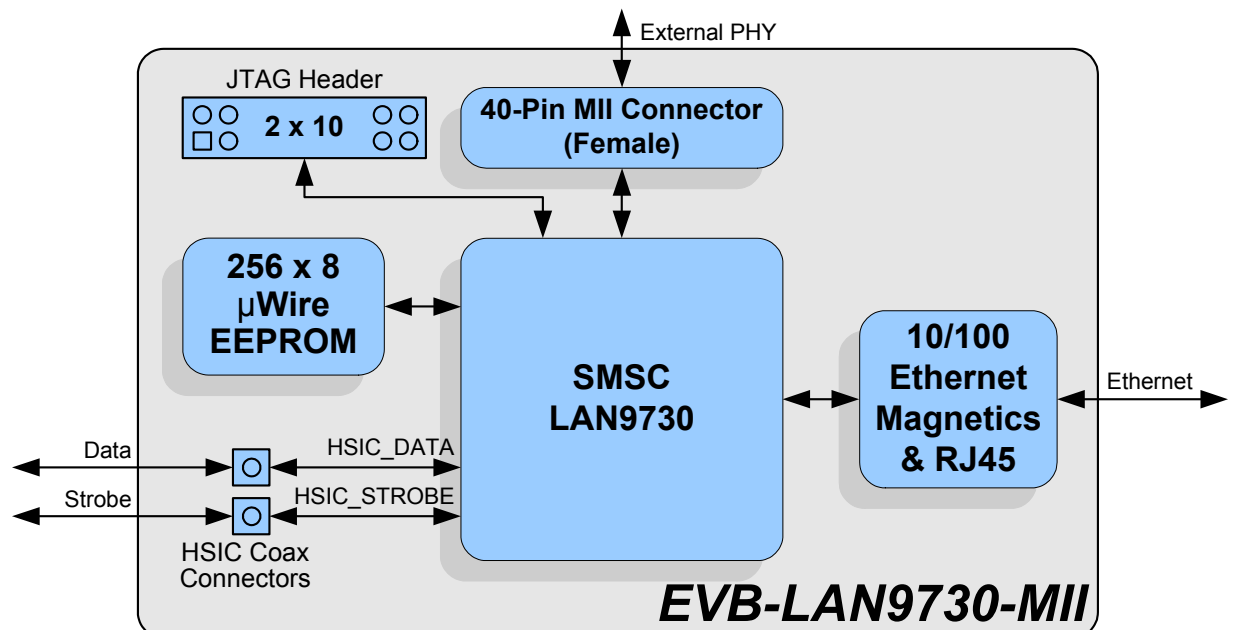 External PHY
JTAG Header
2 x 10
40-Pin MII Connector
(Female)
256 x 8
µWire
EEPROM
SMSC
LAN9730
10/100
Ethernet
Magnetics
& RJ45
Ethernet
Data
HSIC_DATA
Strobe
HSIC_STROBE
HSIC Coax
Connectors
EVB-LAN9730-MII